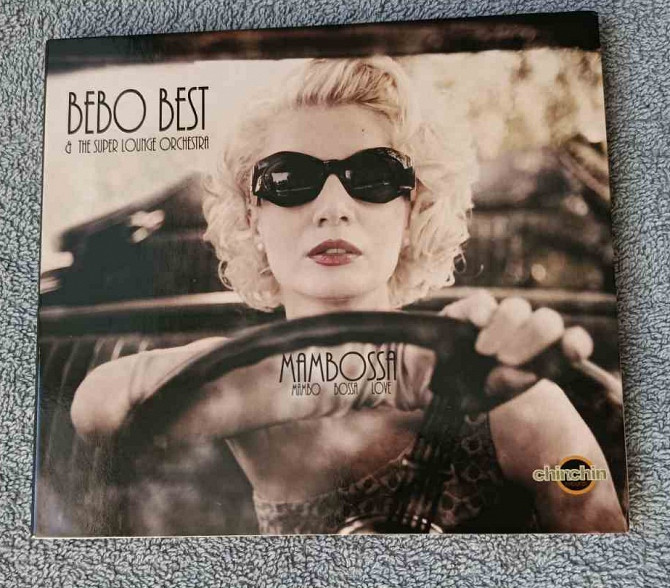 BEBO BEST
& THE SUPER LOUNGE ORCHESTRA
MAMBOSSA
MAMBO BOSSA LOVE
chinchin